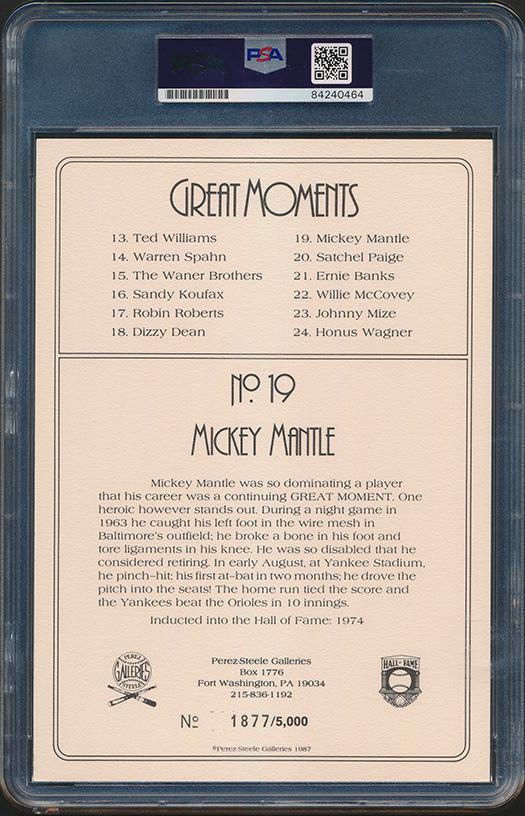 PSA
84240464
GREAT MOMENTS
13. Ted Williams
14. Warren Spahn
15. The Waner Brothers
16. Sandy Koufax
17. Robin Roberts
18. Dizzy Dean
19. Mickey Mantle
20. Satchel Paige
21. Ernie Banks
22. Willie McCovey
23. Johnny Mize
24. Honus Wagner
Nº 19
MICKEY MANTLE
Mickey Mantle was so dominating a player
that his career was a continuing GREAT MOMENT. One
heroic however stands out. During a night game in
1963 he caught his left foot in the wire mesh in
Baltimore's outfield; he broke a bone in his foot and
tore ligaments in his knee. He was so disabled that he
considered retiring. In early August, at Yankee Stadium,
he pinch-hit; his first at-bat in two months; he drove the
pitch into the seats! The home run tied the score and
the Yankees beat the Orioles in 10 innings.
Inducted into the Hall of Fame: 1974
PEREZ
GALLERIES
STEELE
Perez-Steele Galleries
Box 1776
Fort Washington, PA 19034
215-836-1192
HALL OF FAME
Nº 1877/5,000
©Perez-Steele Galleries 1987